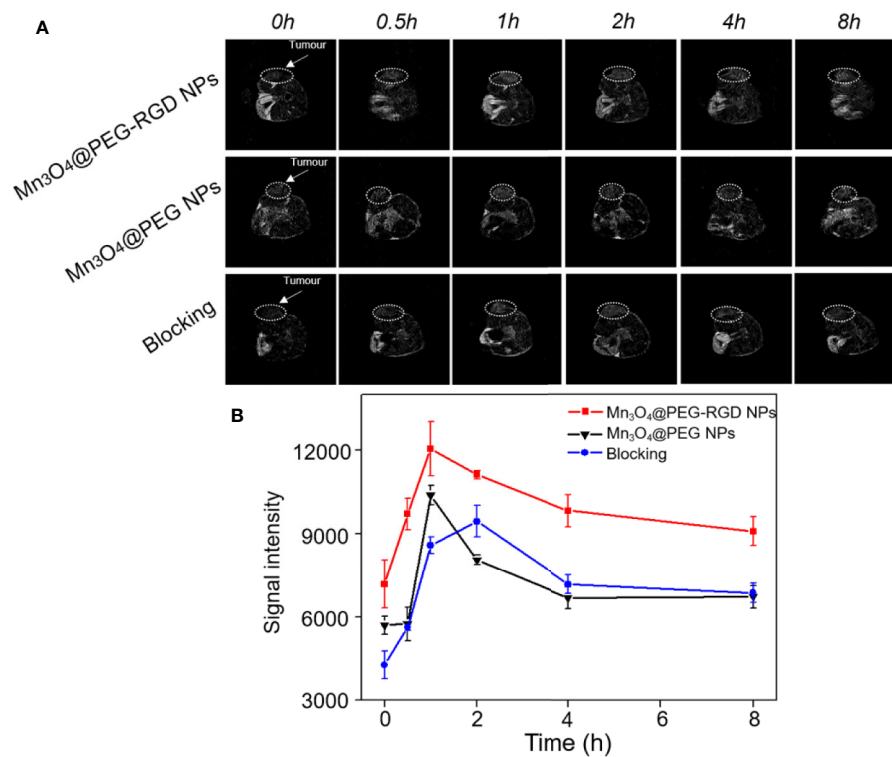 A
0h 0.5h 1h 2h 4h 8h
Mn₃O₄@PEG-RGD NPs
Tumour
Mn₃O₄@PEG NPs
Tumour
Blocking
Tumour
B
Mn₃O₄@PEG-RGD NPs
Mn₃O₄@PEG NPs
Blocking
Signal intensity
12000
9000
6000
3000
0 2 4 6 8
Time (h)